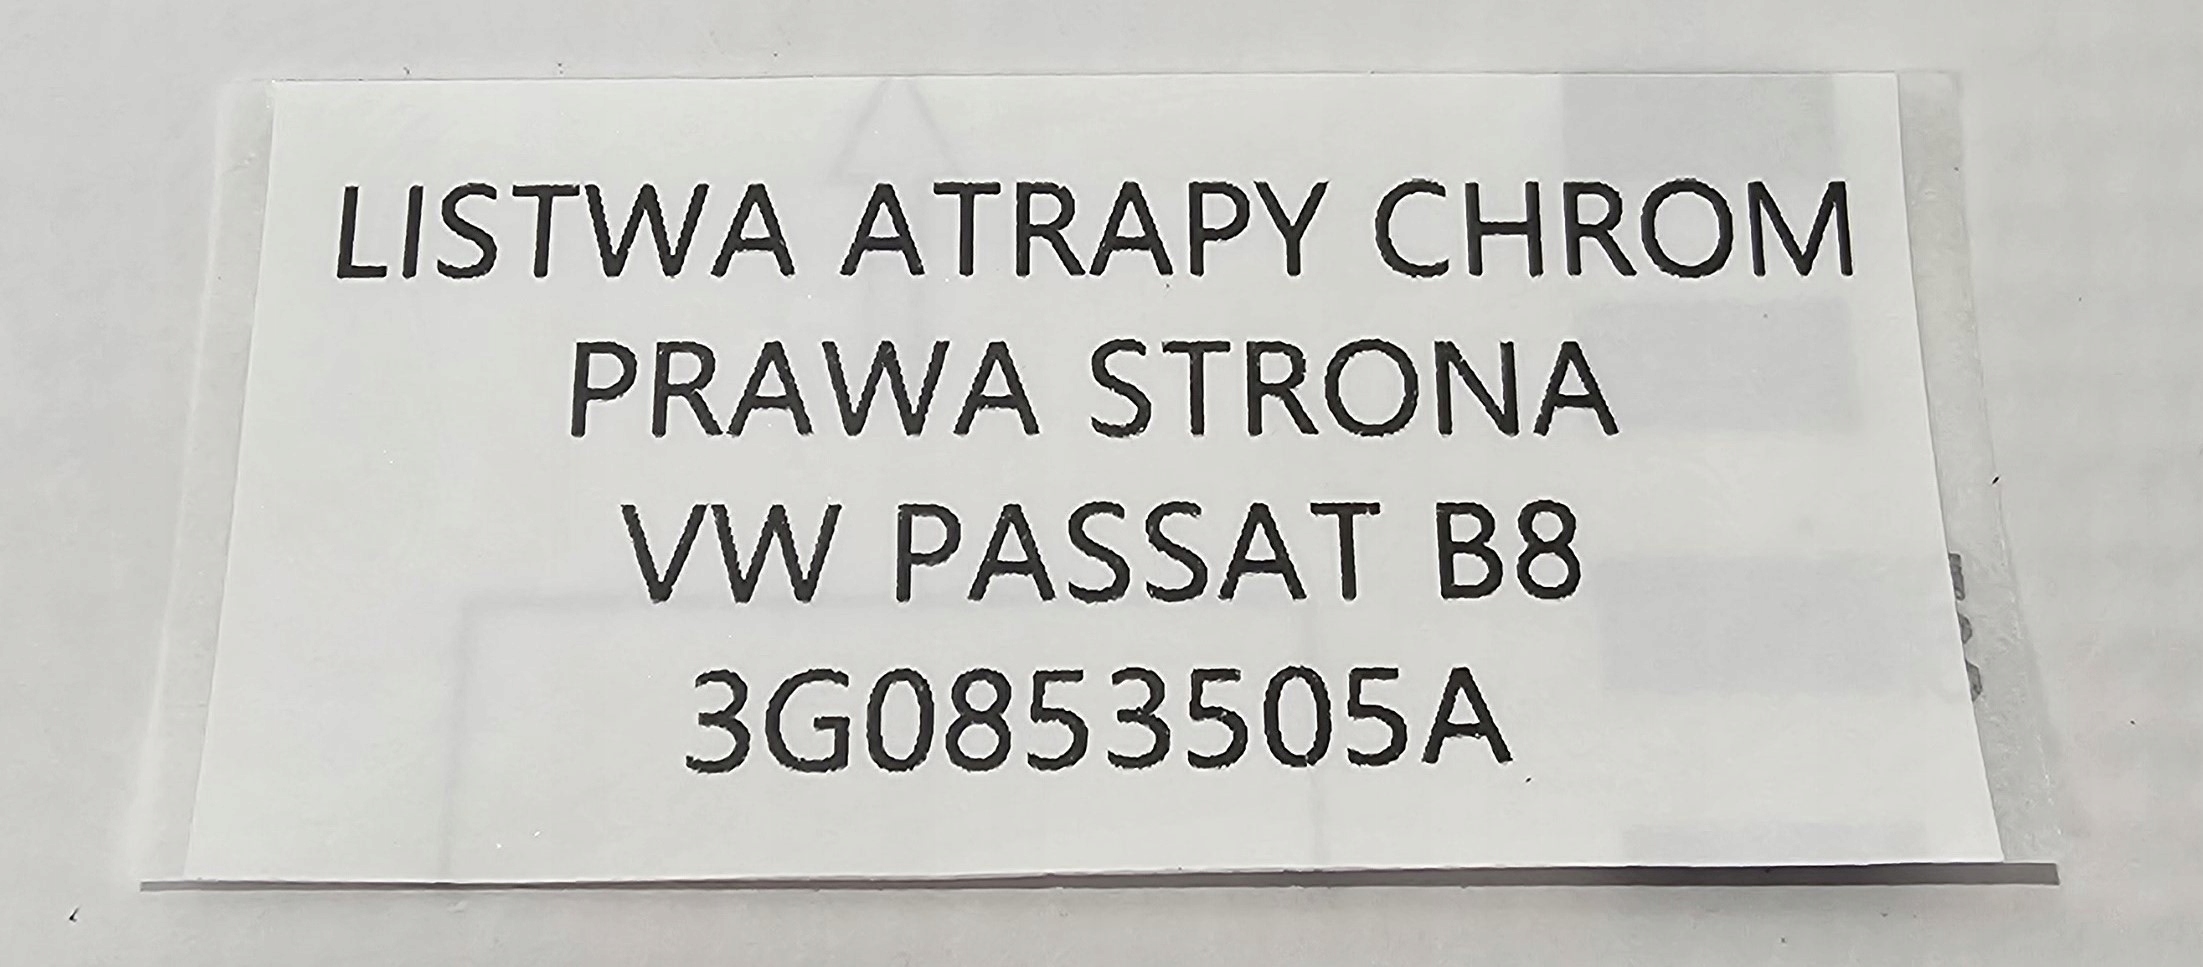 LISTWA ATRAPY CHROM
PRAWA STRONA
VW PASSAT B8
3G0853505A